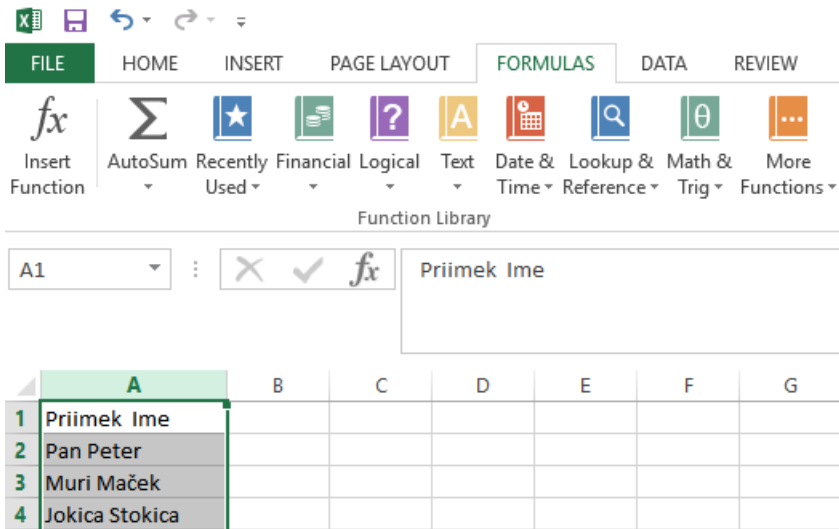 FILE HOME INSERT PAGE LAYOUT FORMULAS DATA REVIEW
fx Σ ? A θ ...
Insert Function AutoSum Recently Used Financial Logical Text Date & Time Lookup & Reference Math & Trig More Functions
Function Library
A1 fx Priimek Ime
A B C D E F G
1 Priimek Ime
2 Pan Peter
3 Muri Maček
4 Jokica Stokica